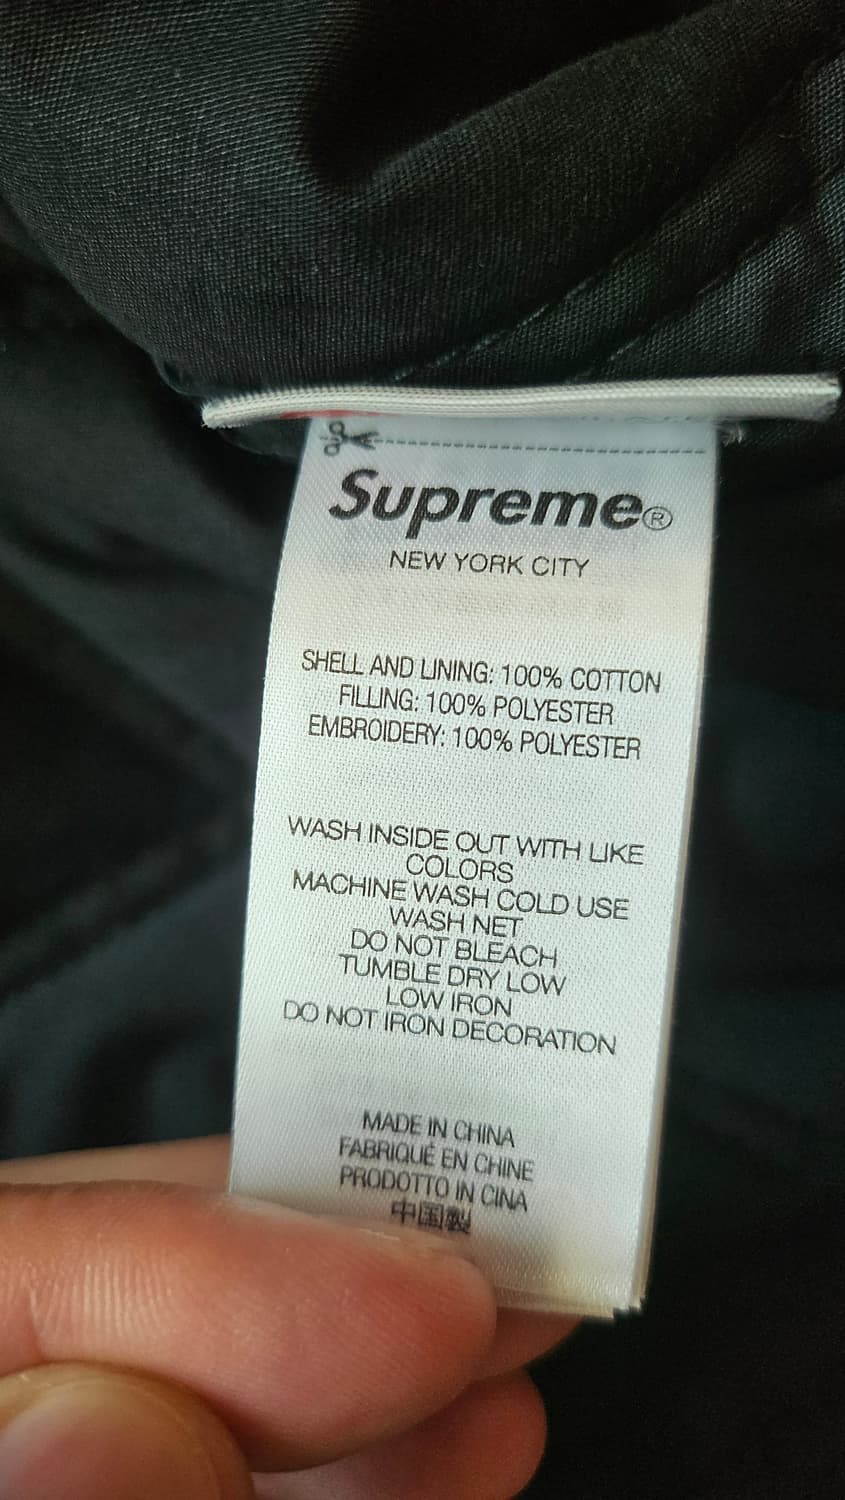 Supreme®
NEW YORK CITY
SHELL AND LINING: 100% COTTON
FILLING: 100% POLYESTER
EMBROIDERY: 100% POLYESTER
WASH INSIDE OUT WITH LIKE
COLORS
MACHINE WASH COLD USE
WASH NET
DO NOT BLEACH
TUMBLE DRY LOW
LOW IRON
DO NOT IRON DECORATION
MADE IN CHINA
FABRIQUÉ EN CHINE
PRODOTTO IN CINA
中国製